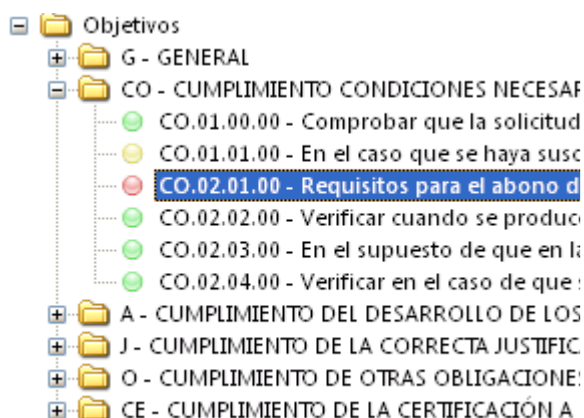 Objetivos
G - GENERAL
CO - CUMPLIMIENTO CONDICIONES NECESAR
CO.01.00.00 - Comprobar que la solicitud
CO.01.01.00 - En el caso que se haya susc
CO.02.01.00 - Requisitos para el abono d
CO.02.02.00 - Verificar cuando se produc
CO.02.03.00 - En el supuesto de que en la
CO.02.04.00 - Verificar en el caso de que s
A - CUMPLIMIENTO DEL DESARROLLO DE LOS
J - CUMPLIMIENTO DE LA CORRECTA JUSTIFIC
O - CUMPLIMIENTO DE OTRAS OBLIGACIONES
CE - CUMPLIMIENTO DE LA CERTIFICACIÓN A